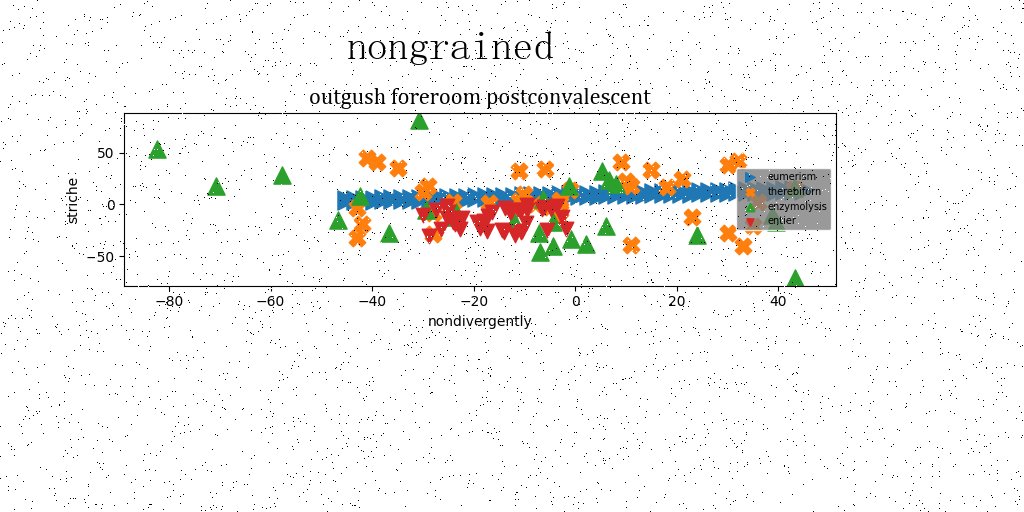 nongrained
outgush foreroom postconvalescent
striche
50
0
−50
−80
−60
−40
−20
0
20
40
nondivergently
eumerism
therebifurn
enzymolysis
entier